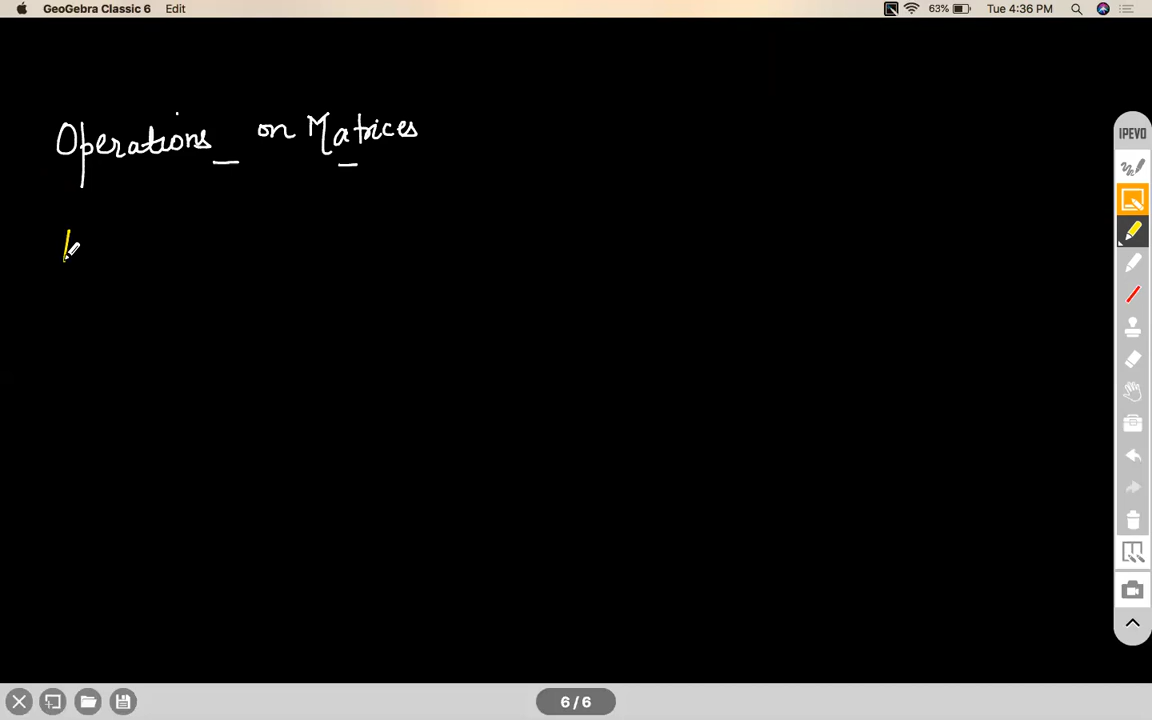 GeoGebra Classic 6 Edit 63% Tue 4:36 PM
Operations on Matrices
IPEVO
6 / 6